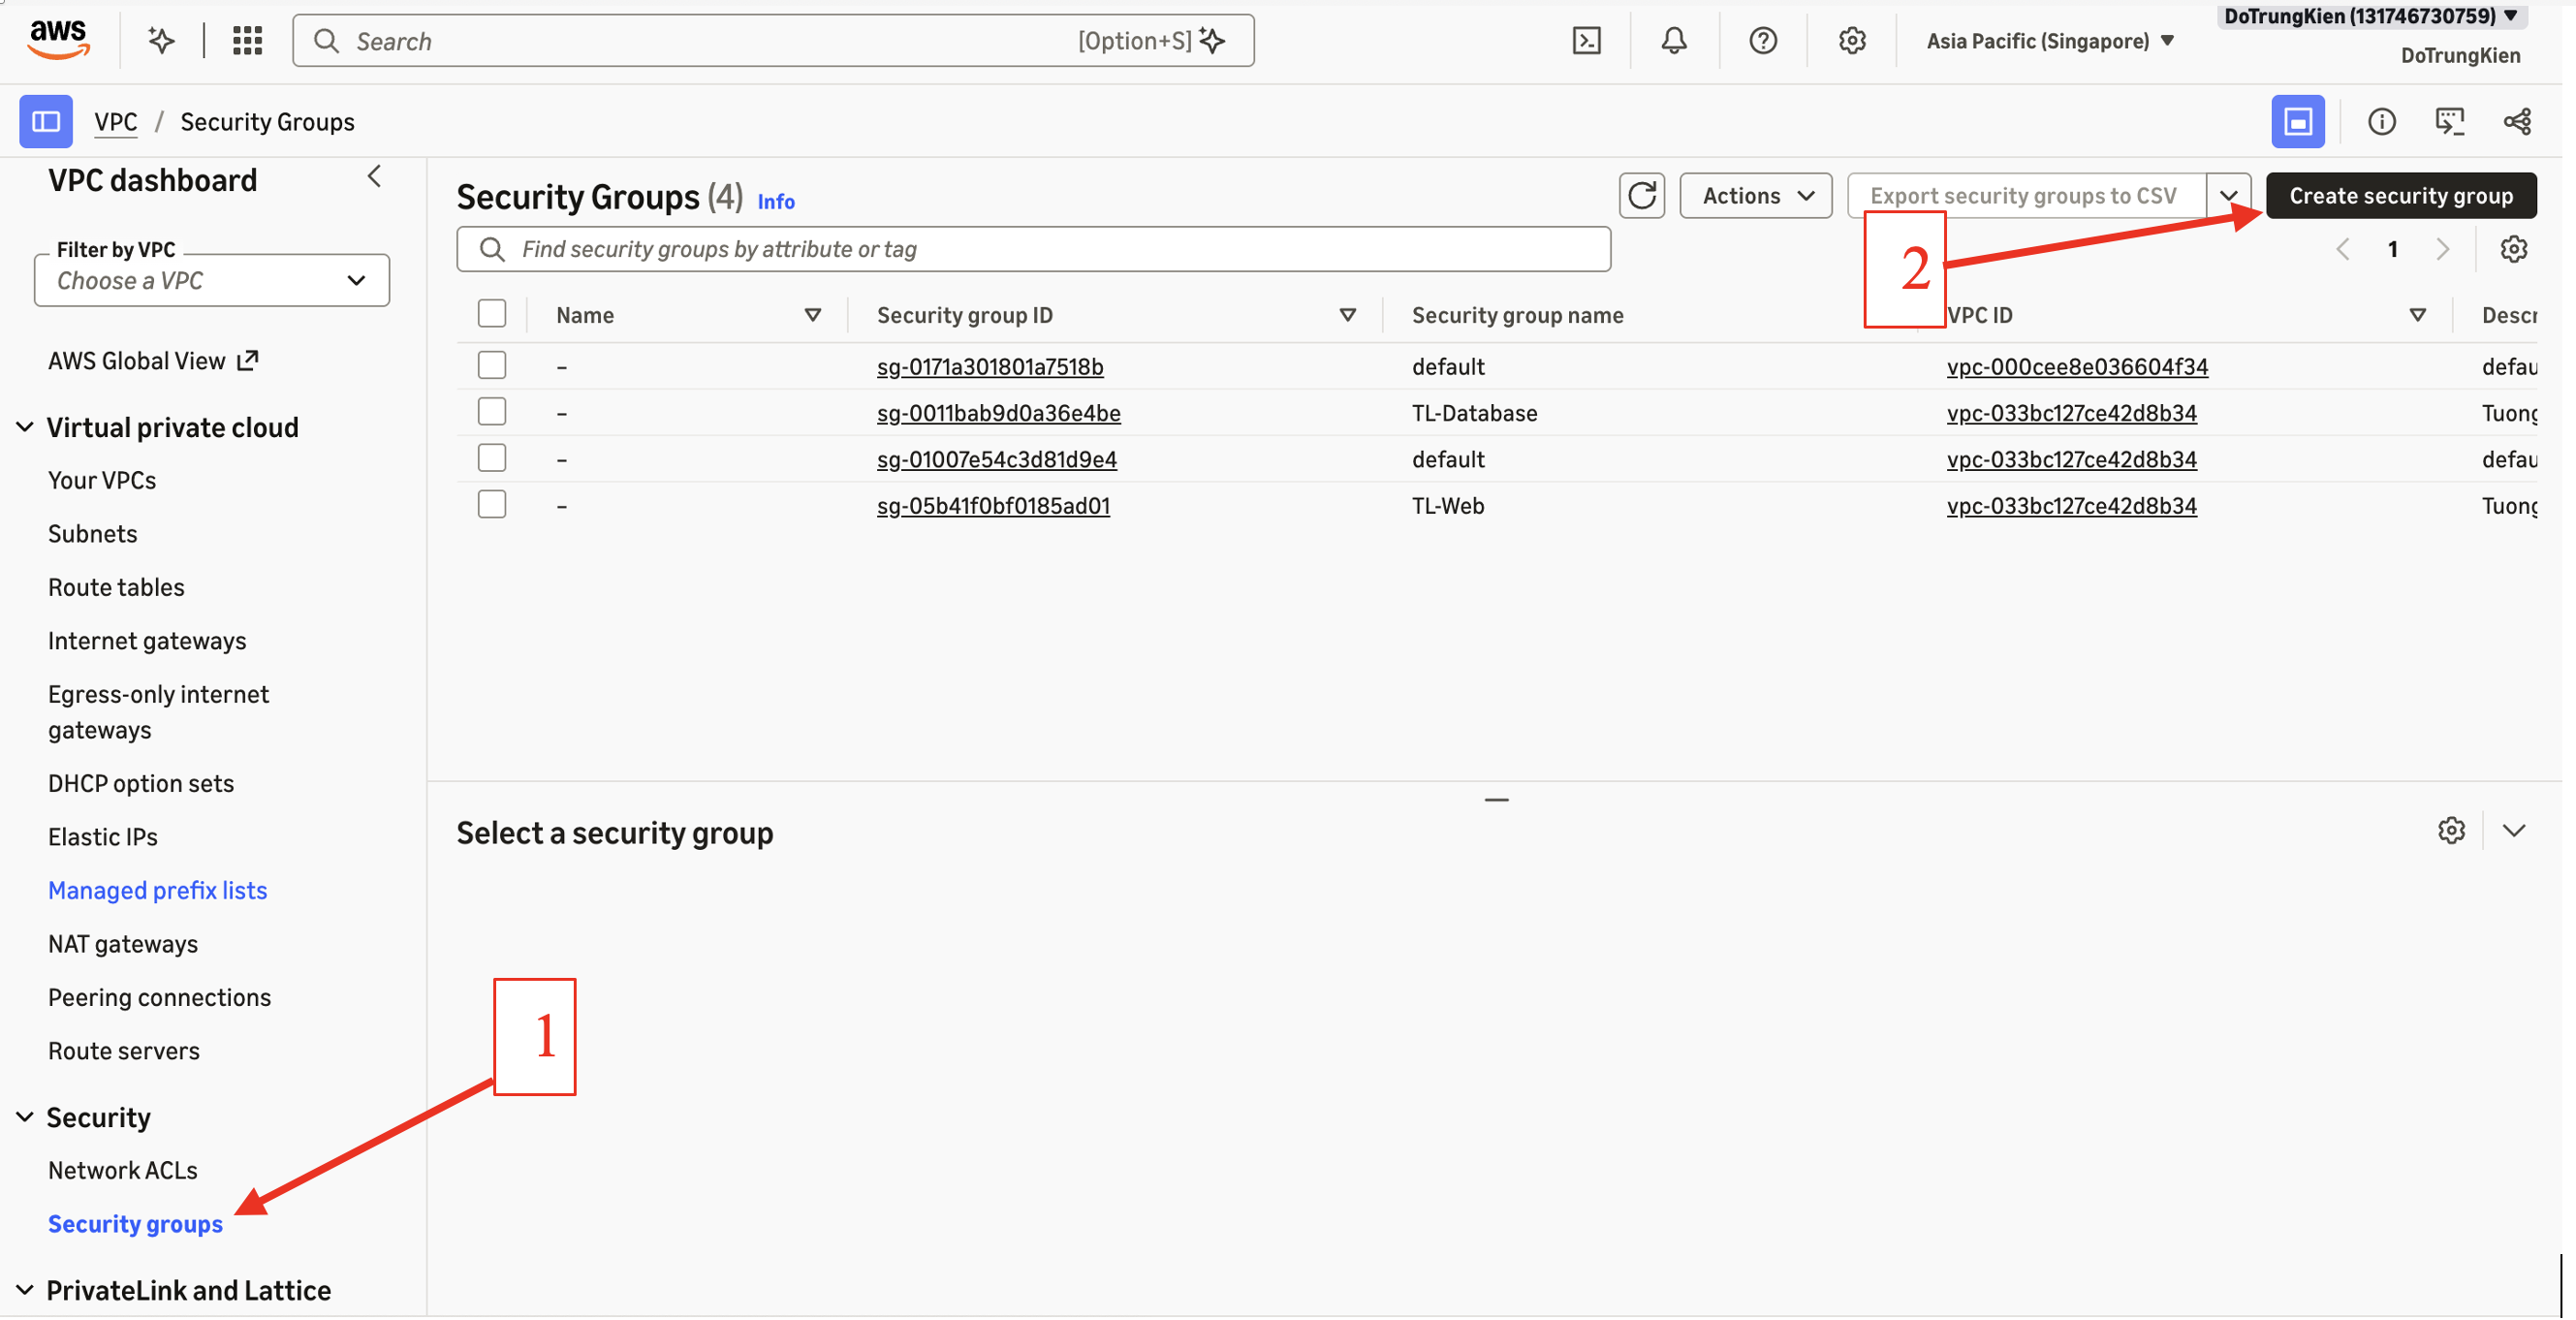 aws
Search
[Option+S]
Asia Pacific (Singapore)
DoTrungKien (131746730759)
DoTrungKien
VPC / Security Groups
VPC dashboard
Filter by VPC
Choose a VPC
AWS Global View
Virtual private cloud
Your VPCs
Subnets
Route tables
Internet gateways
Egress-only internet
gateways
DHCP option sets
Elastic IPs
Managed prefix lists
NAT gateways
Peering connections
Route servers
Security
Network ACLs
Security groups
PrivateLink and Lattice
1
Security Groups (4) Info
Actions
Export security groups to CSV
Create security group
Find security groups by attribute or tag
1
2
Name Security group ID Security group name VPC ID Descr
– sg-0171a301801a7518b default vpc-000cee8e036604f34 defau
– sg-0011bab9d0a36e4be TL-Database vpc-033bc127ce42d8b34 Tuong
– sg-01007e54c3d81d9e4 default vpc-033bc127ce42d8b34 defau
– sg-05b41f0bf0185ad01 TL-Web vpc-033bc127ce42d8b34 Tuong
Select a security group